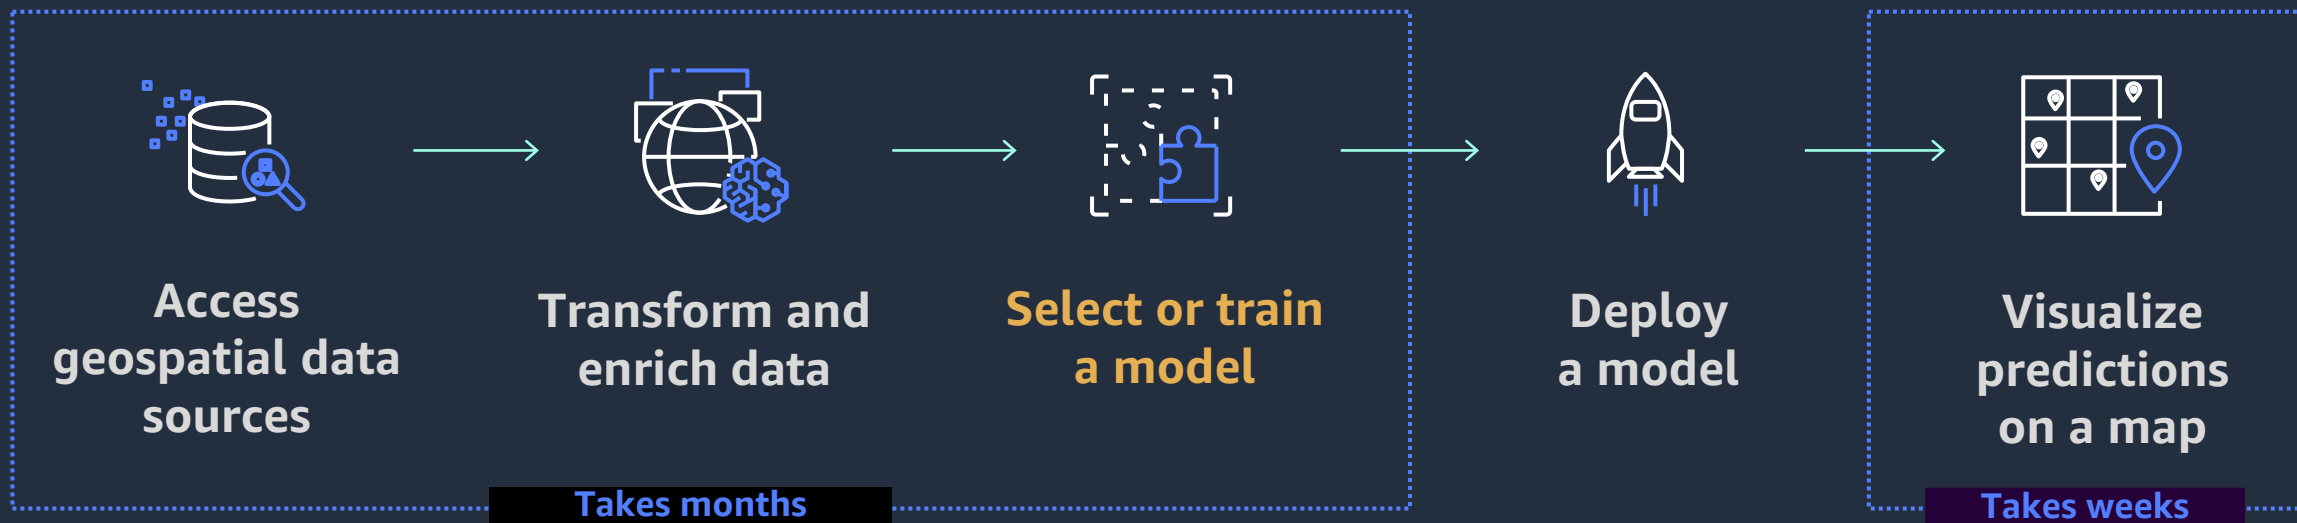 Access
geospatial data
sources
Transform and
enrich data
Select or train
a model
Deploy
a model
Visualize
predictions
on a map
Takes months
Takes weeks